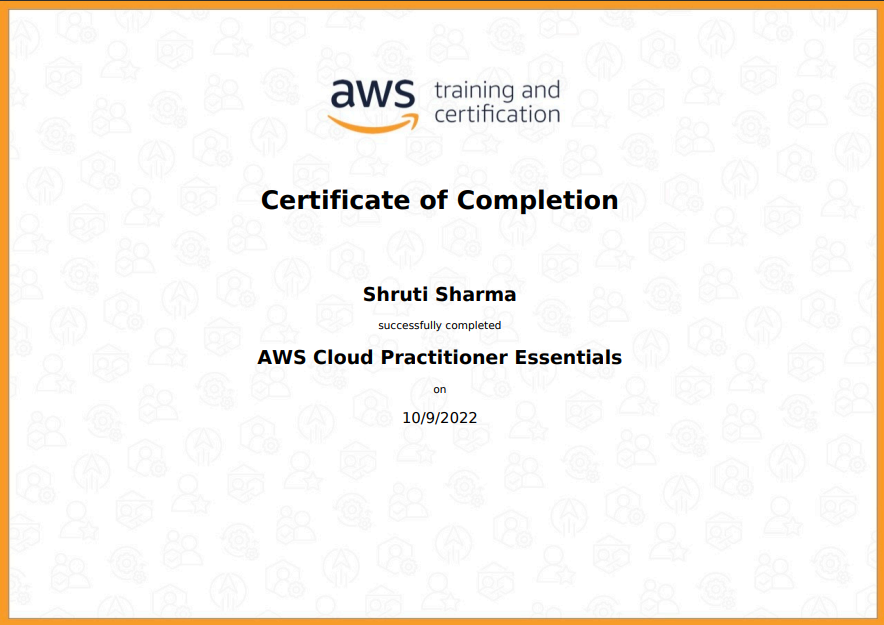 aws training and
certification
Certificate of Completion
Shruti Sharma
successfully completed
AWS Cloud Practitioner Essentials
on
10/9/2022